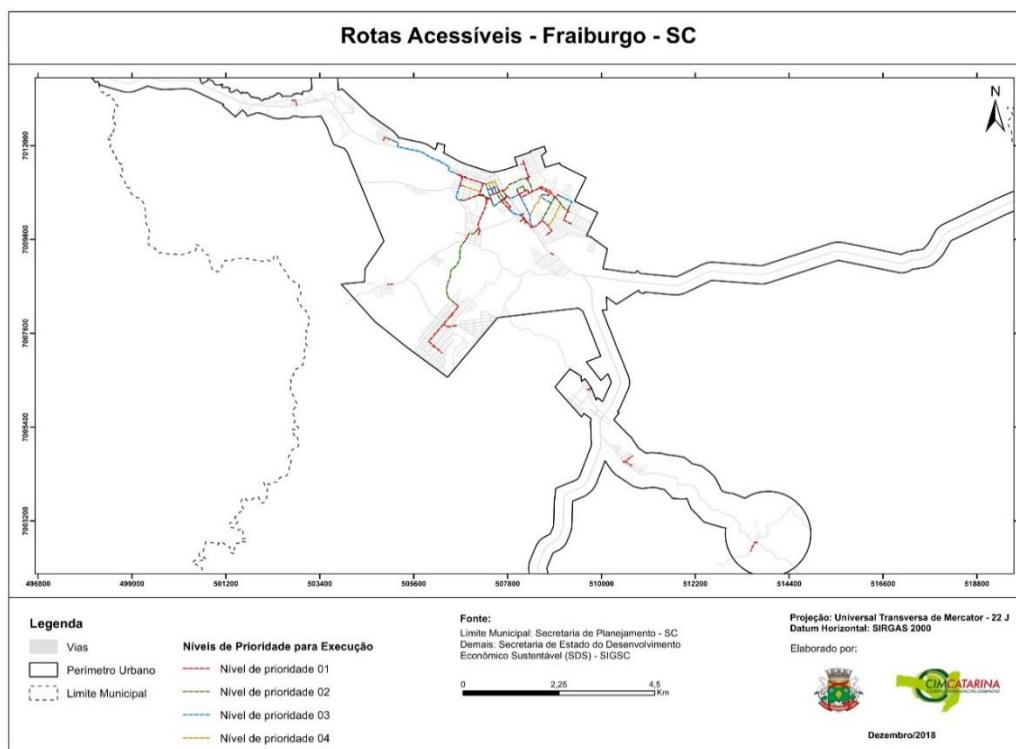 Rotas Acessíveis - Fraiburgo - SC
N
7012000
7009800
7007600
7005400
7003200
496800
499000
501200
503400
505600
507800
510000
512200
514400
516600
518800
Legenda
Vias
Perímetro Urbano
Limite Municipal
Níveis de Prioridade para Execução
Nível de prioridade 01
Nível de prioridade 02
Nível de prioridade 03
Nível de prioridade 04
Fonte:
Limite Municipal: Secretaria de Planejamento - SC
Demais: Secretaria de Estado do Desenvolvimento
Econômico Sustentável (SDS) - SIGSC
0 2,25 4,5
Km
Projeção: Universal Transversa de Mercator - 22 J
Datum Horizontal: SIRGAS 2000
Elaborado por:
CIMCATARINA
Dezembro/2018